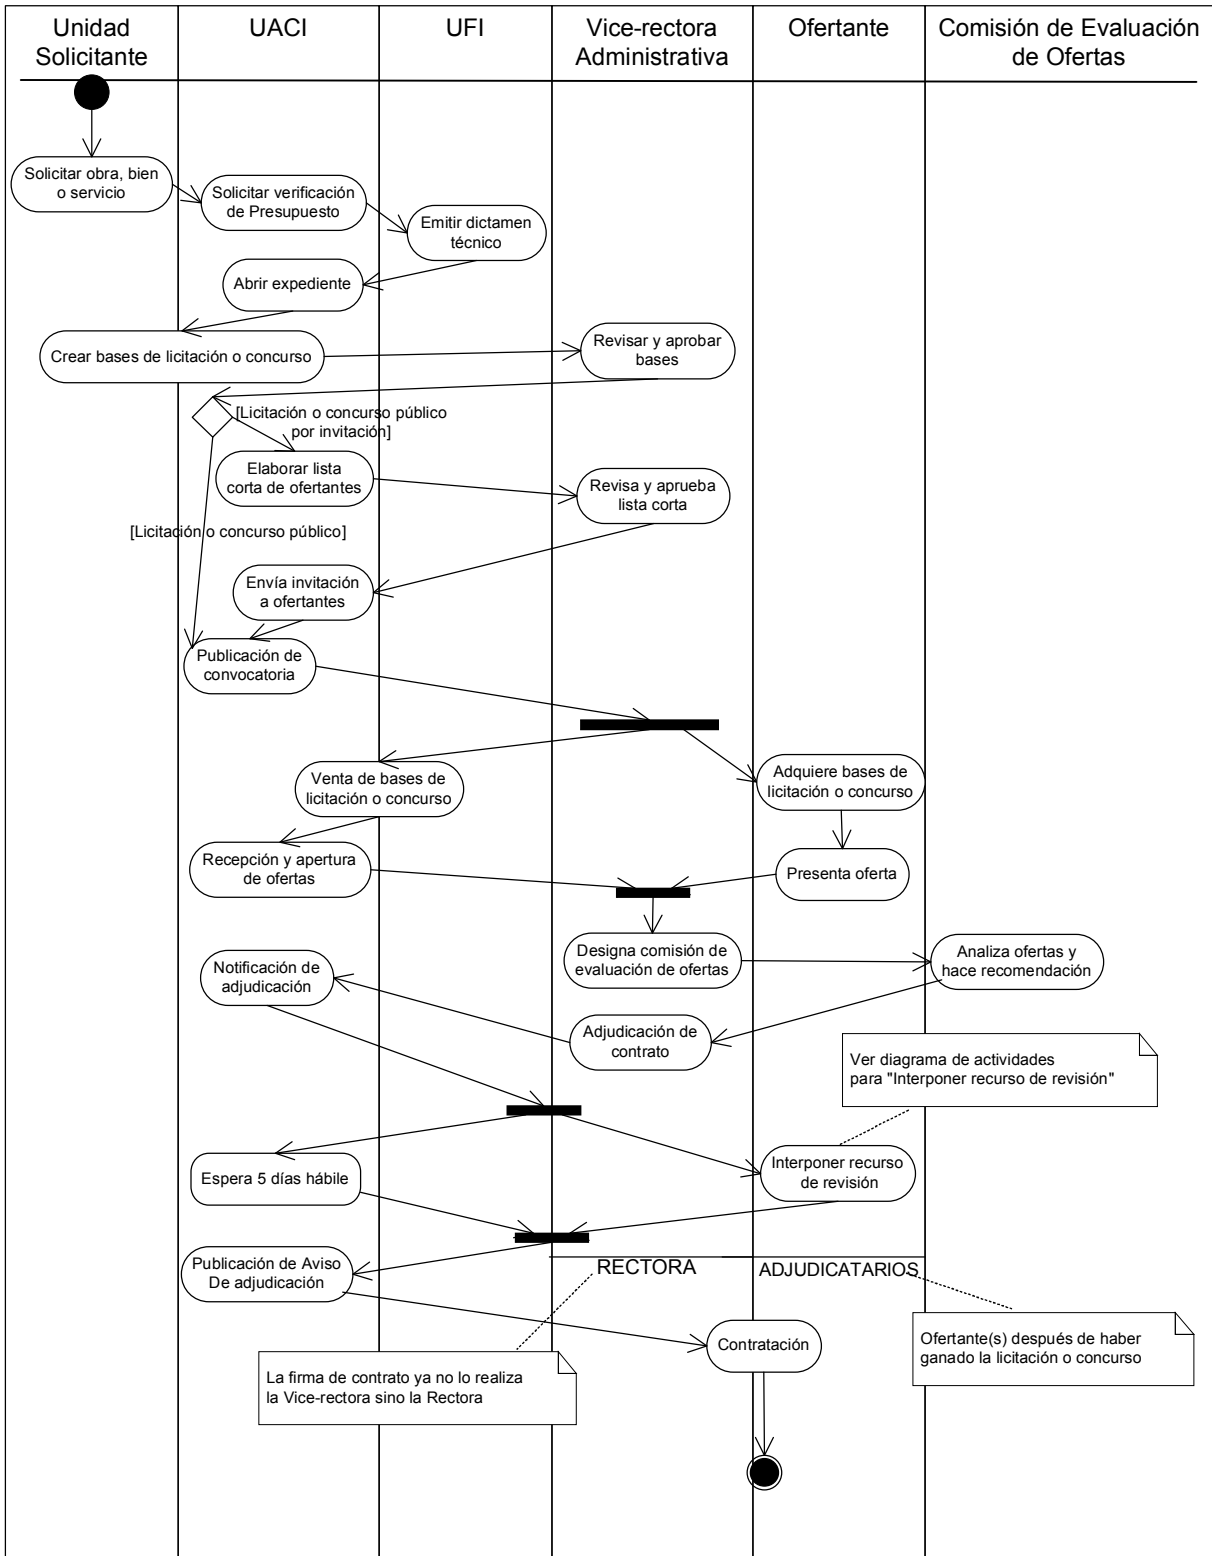 Unidad
Solicitante
UACI
UFI
Vice-rectora
Administrativa
Ofertante
Comisión de Evaluación
de Ofertas
Solicitar obra, bien
o servicio
Solicitar verificación
de Presupuesto
Emitir dictamen
técnico
Abrir expediente
Crear bases de licitación o concurso
Revisar y aprobar
bases
[Licitación o concurso público
por invitación]
Elaborar lista
corta de ofertantes
Revisa y aprueba
lista corta
[Licitación o concurso público]
Envía invitación
a ofertantes
Publicación de
convocatoria
Venta de bases de
licitación o concurso
Adquiere bases de
licitación o concurso
Recepción y apertura
de ofertas
Presenta oferta
Designa comisión de
evaluación de ofertas
Analiza ofertas y
hace recomendación
Notificación de
adjudicación
Adjudicación de
contrato
Ver diagrama de actividades
para "Interponer recurso de revisión"
Espera 5 días hábile
Interponer recurso
de revisión
Publicación de Aviso
De adjudicación
RECTORA
ADJUDICATARIOS
Contratación
Ofertante(s) después de haber
ganado la licitación o concurso
La firma de contrato ya no lo realiza
la Vice-rectora sino la Rectora